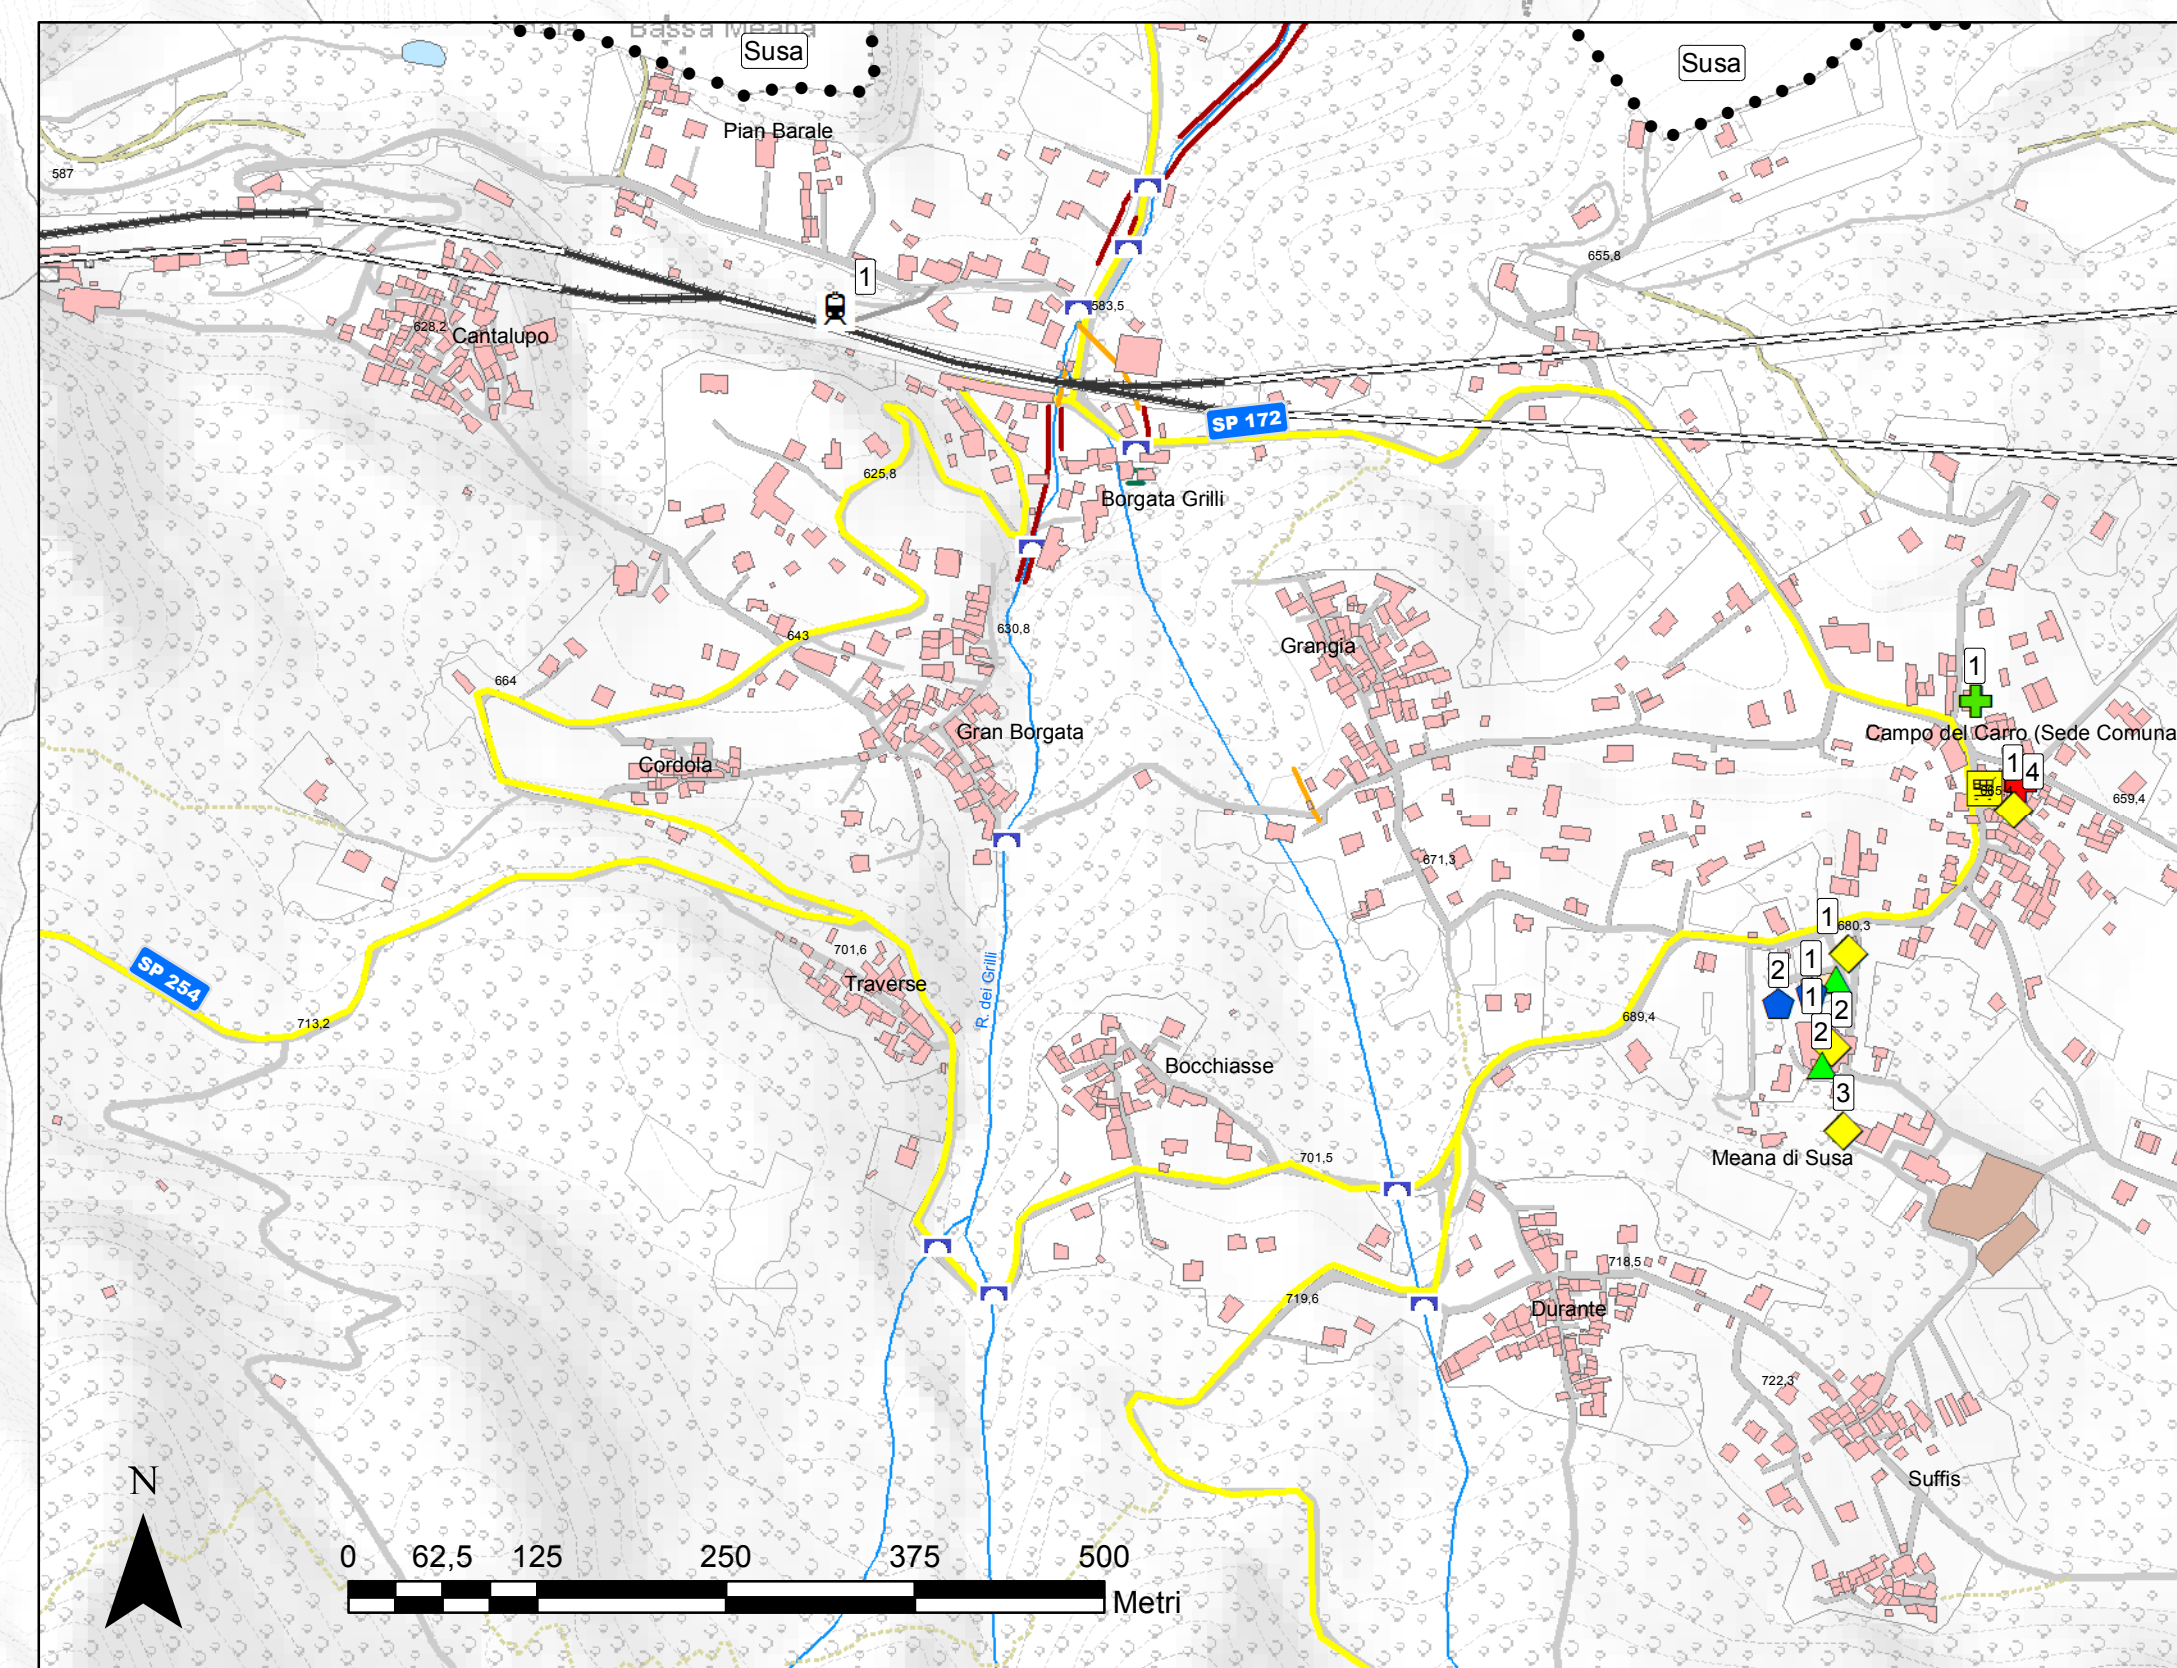 Bassa Meana
Susa
Susa
Pian Barale
587
655,8
1
583,5
628,2
Cantalupo
SP 172
625,8
Borgata Grilli
630,8
643
Grangia
664
1
Gran Borgata
Campo del Carro (Sede Comuna
Cordola
1
4
659,4
671,3
1
680,3
701,6
SP 254
Traverse
R. dei Grilli
1
2
1
2
713,2
689,4
2
Bocchiasse
3
701,5
Meana di Susa
718,5
719,6
Durante
722,3
Suffis
N
0 62,5 125 250 375 500
Metri